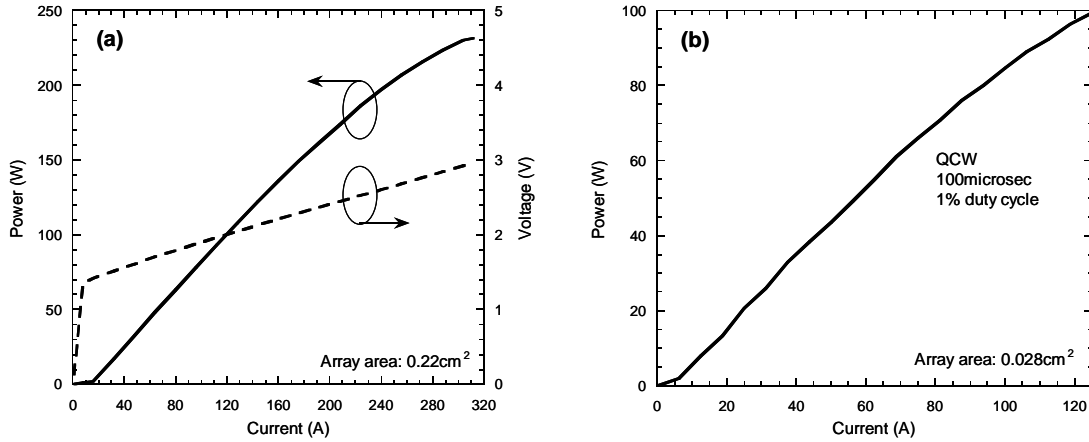 (a)
250
200
150
100
50
0
Power (W)
5
4
3
2
1
0
Voltage (V)
Array area: 0.22cm²
0 40 80 120 160 200 240 280 320
Current (A)
(b)
100
80
60
40
20
0
Power (W)
QCW
100microsec
1% duty cycle
Array area: 0.028cm²
0 20 40 60 80 100 120
Current (A)